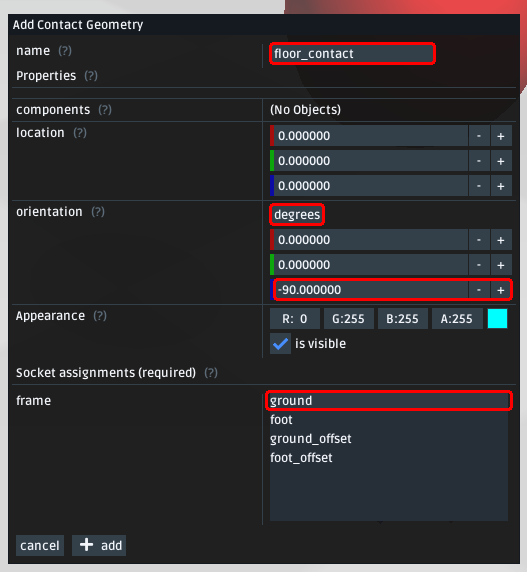 Add Contact Geometry
name (?) floor_contact
Properties (?)
components (?) (No Objects)
location (?) 0.000000 - +
0.000000 - +
0.000000 - +
orientation (?) degrees
0.000000 - +
0.000000 - +
-90.000000 - +
Appearance (?) R: 0 G:255 B:255 A:255
is visible
Socket assignments (required) (?)
frame ground
foot
ground_offset
foot_offset
cancel + add